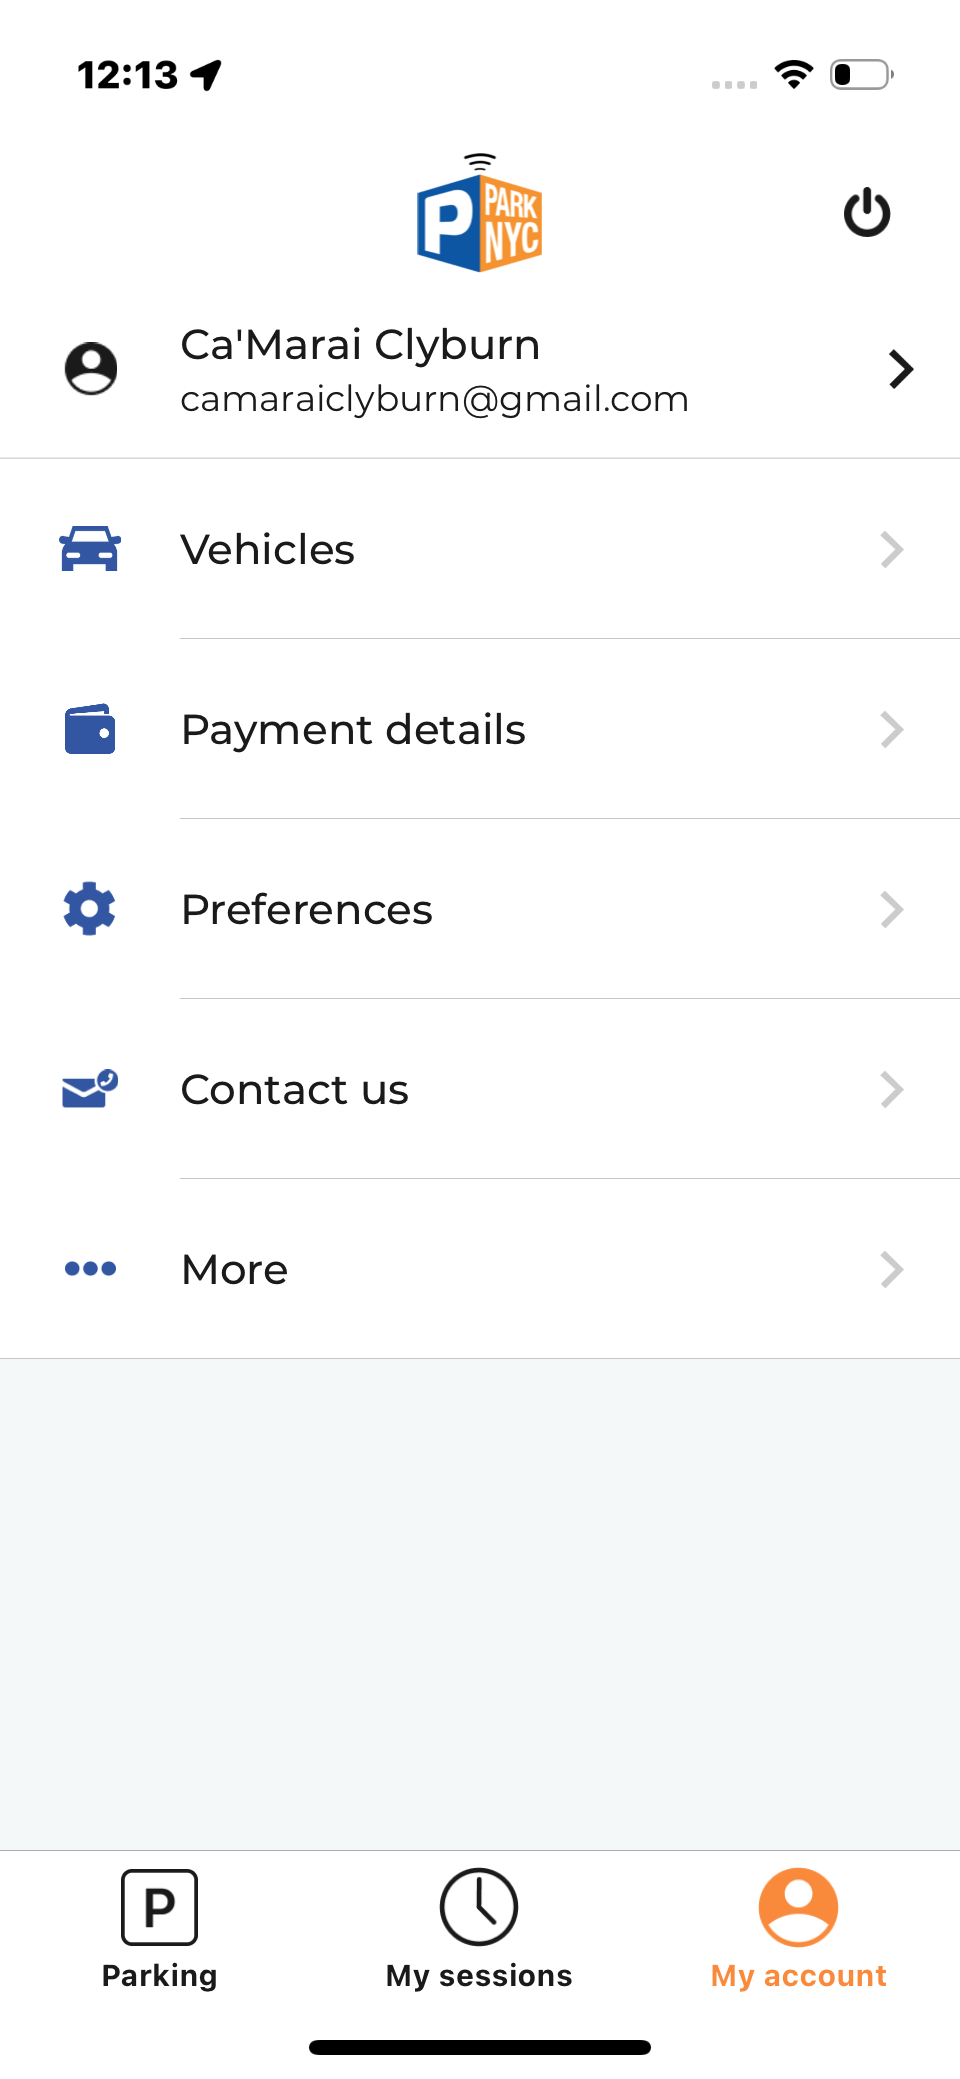 12:13
P PARK
NYC
Ca'Marai Clyburn
camaraiclyburn@gmail.com
Vehicles
Payment details
Preferences
Contact us
More
P
Parking
My sessions
My account